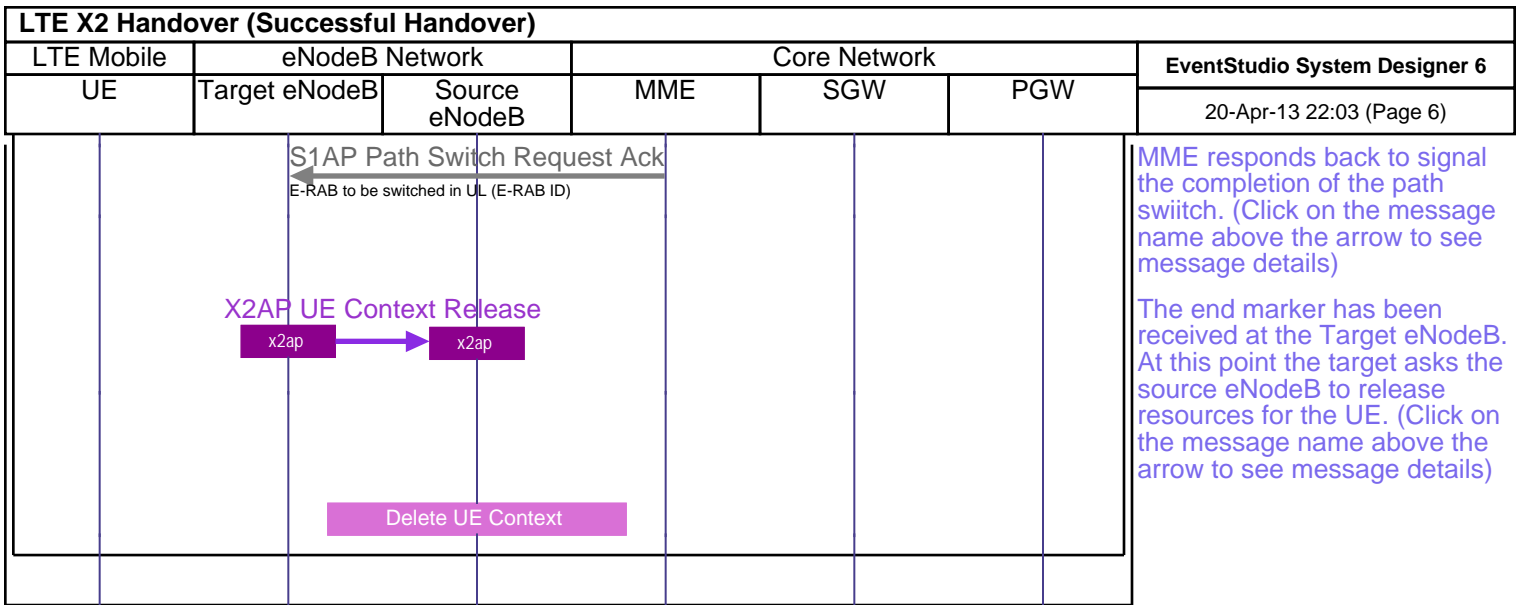 LTE X2 Handover (Successful Handover)
LTE Mobile
eNodeB Network
Core Network
EventStudio System Designer 6
UE
Target eNodeB
Source
eNodeB
MME
SGW
PGW
20-Apr-13 22:03 (Page 6)
S1AP Path Switch Request Ack
E-RAB to be switched in UL (E-RAB ID)
MME responds back to signal
the completion of the path
swiitch. (Click on the message
name above the arrow to see
message details)
X2AP UE Context Release
x2ap
x2ap
The end marker has been
received at the Target eNodeB.
At this point the target asks the
source eNodeB to release
resources for the UE. (Click on
the message name above the
arrow to see message details)
Delete UE Context